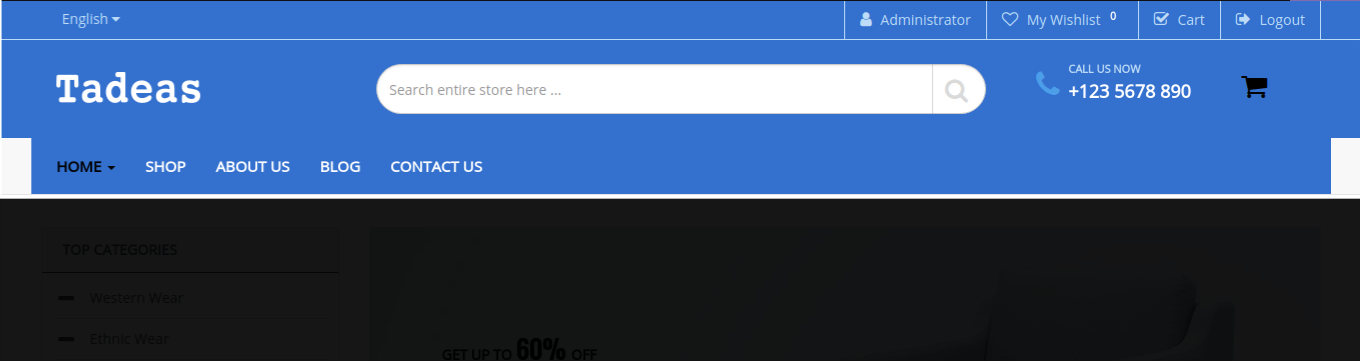 English
Administrator My Wishlist 0 Cart Logout
Tadeas
Search entire store here ...
CALL US NOW
+123 5678 890
HOME SHOP ABOUT US BLOG CONTACT US
TOP CATEGORIES
Western Wear
Ethnic Wear
GET UP TO 60% OFF